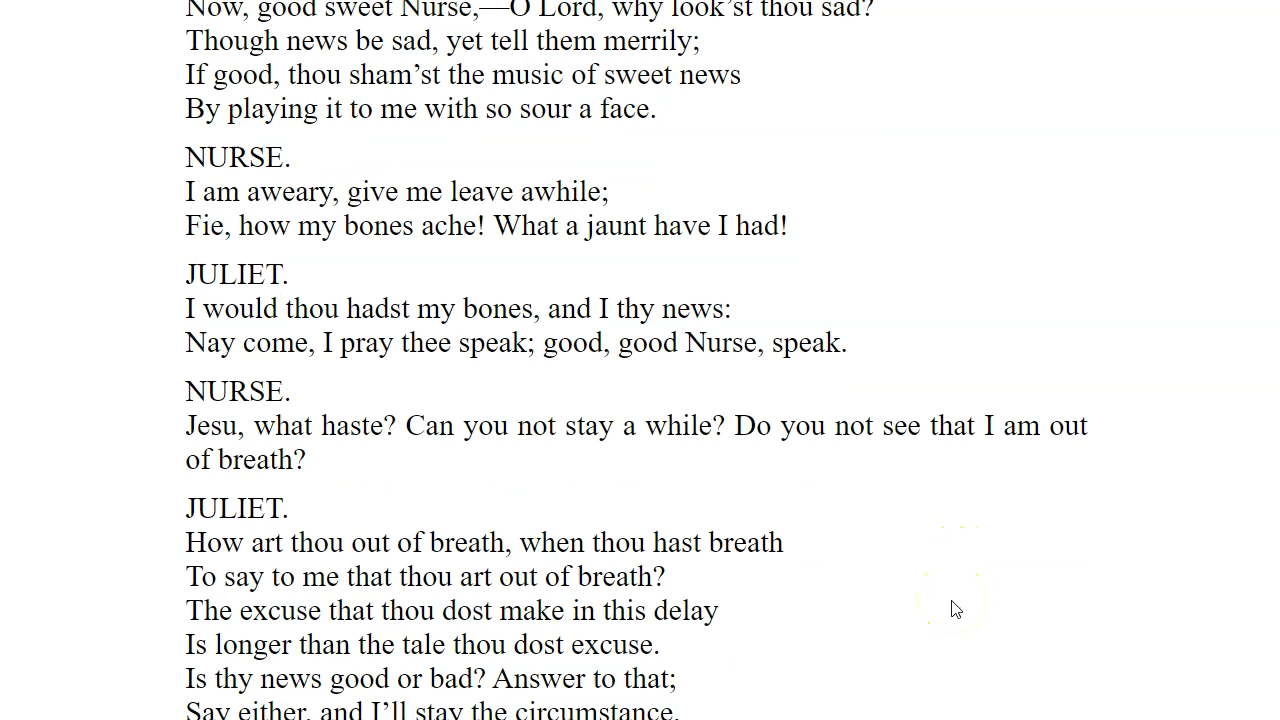 Now, good sweet Nurse,—O Lord, why look’st thou sad?
Though news be sad, yet tell them merrily;
If good, thou sham’st the music of sweet news
By playing it to me with so sour a face.
NURSE.
I am aweary, give me leave awhile;
Fie, how my bones ache! What a jaunt have I had!
JULIET.
I would thou hadst my bones, and I thy news:
Nay come, I pray thee speak; good, good Nurse, speak.
NURSE.
Jesu, what haste? Can you not stay a while? Do you not see that I am out
of breath?
JULIET.
How art thou out of breath, when thou hast breath
To say to me that thou art out of breath?
The excuse that thou dost make in this delay
Is longer than the tale thou dost excuse.
Is thy news good or bad? Answer to that;
Say either, and I’ll stay the circumstance.